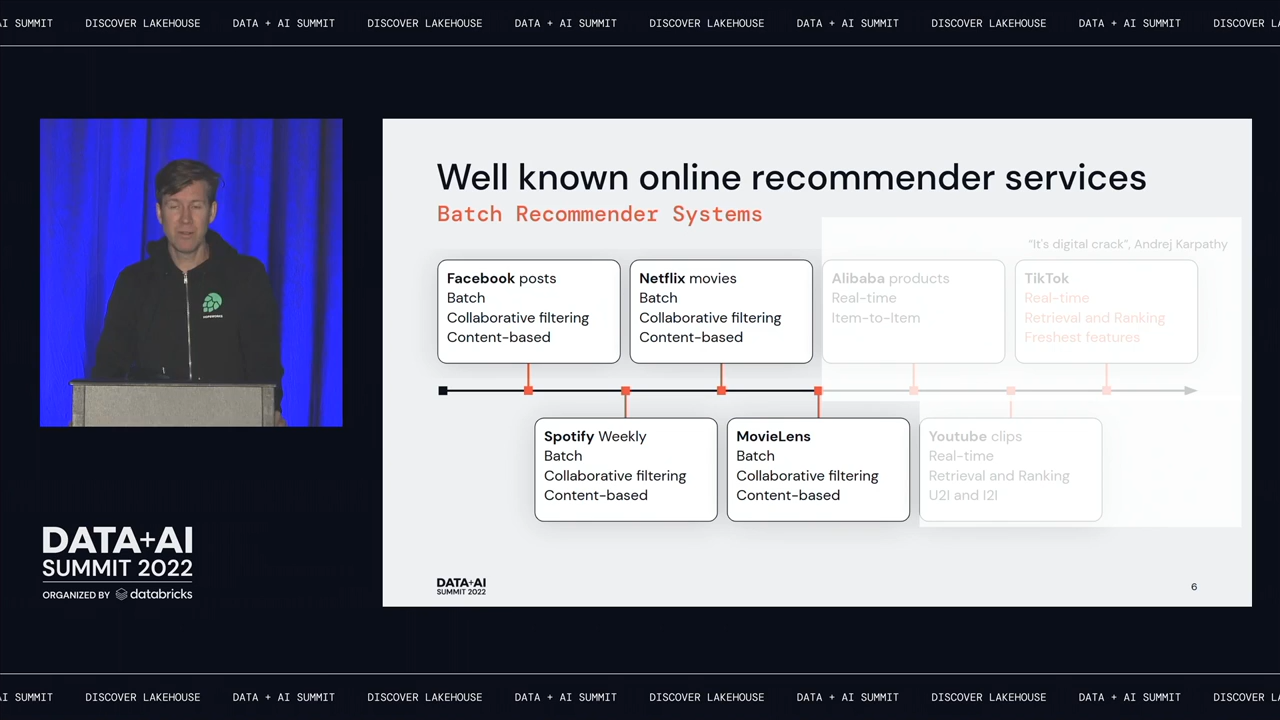 AI SUMMIT DISCOVER LAKEHOUSE DATA + AI SUMMIT DISCOVER LAKEHOUSE DATA + AI SUMMIT DISCOVER LAKEHOUSE DATA + AI SUMMIT DISCOVER LAKEHOUSE DATA + AI SUMMIT DISCOVER
Well known online recommender services
Batch Recommender Systems
"It's digital crack", Andrej Karpathy
Facebook posts
Batch
Collaborative filtering
Content-based
Netflix movies
Batch
Collaborative filtering
Content-based
Alibaba products
Real-time
Item-to-Item
TikTok
Real-time
Retrieval and Ranking
Freshest features
Spotify Weekly
Batch
Collaborative filtering
Content-based
MovieLens
Batch
Collaborative filtering
Content-based
Youtube clips
Real-time
Retrieval and Ranking
U2I and I2I
DATA+AI
SUMMIT 2022
6
DATA+AI
SUMMIT 2022
ORGANIZED BY databricks
AI SUMMIT DISCOVER LAKEHOUSE DATA + AI SUMMIT DISCOVER LAKEHOUSE DATA + AI SUMMIT DISCOVER LAKEHOUSE DATA + AI SUMMIT DISCOVER LAKEHOUSE DATA + AI SUMMIT DISCOVER